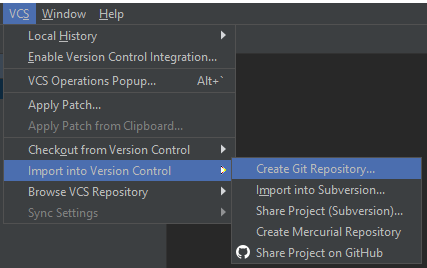 VCS Window Help
Local History
Enable Version Control Integration...
VCS Operations Popup... Alt+`
Apply Patch...
Apply Patch from Clipboard...
Checkout from Version Control
Import into Version Control
Browse VCS Repository
Sync Settings
Create Git Repository...
Import into Subversion...
Share Project (Subversion)...
Create Mercurial Repository
Share Project on GitHub